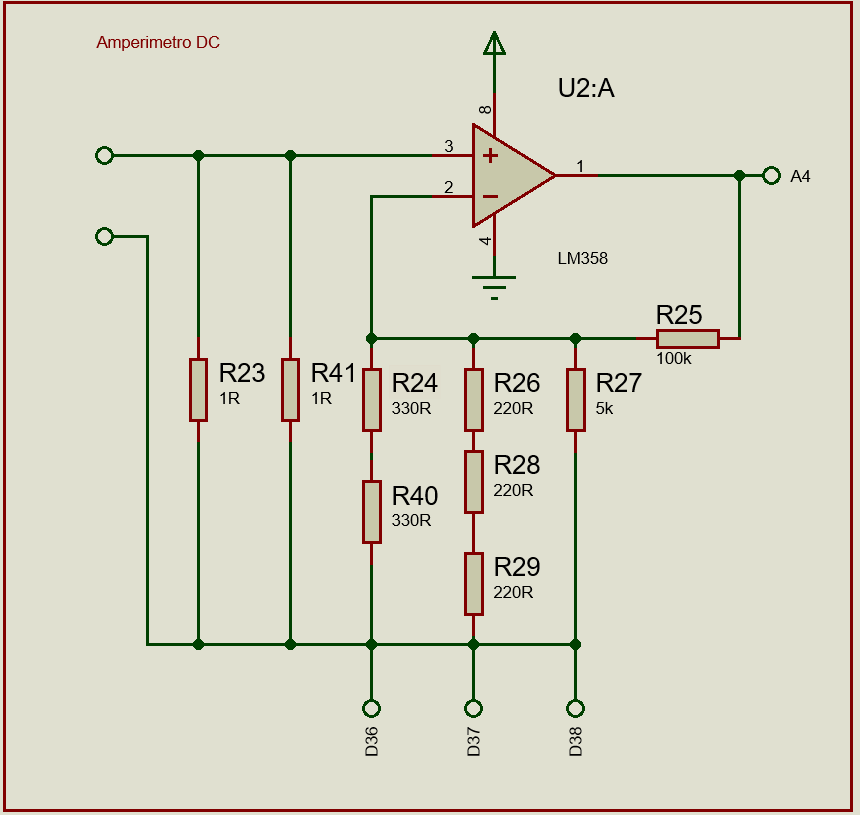 Amperimetro DC
U2:A
8
3
+
1
A4
2
−
4
LM358
R25
100k
R23
1R
R41
1R
R24
330R
R26
220R
R27
5k
R28
220R
R40
330R
R29
220R
D36
D37
D38